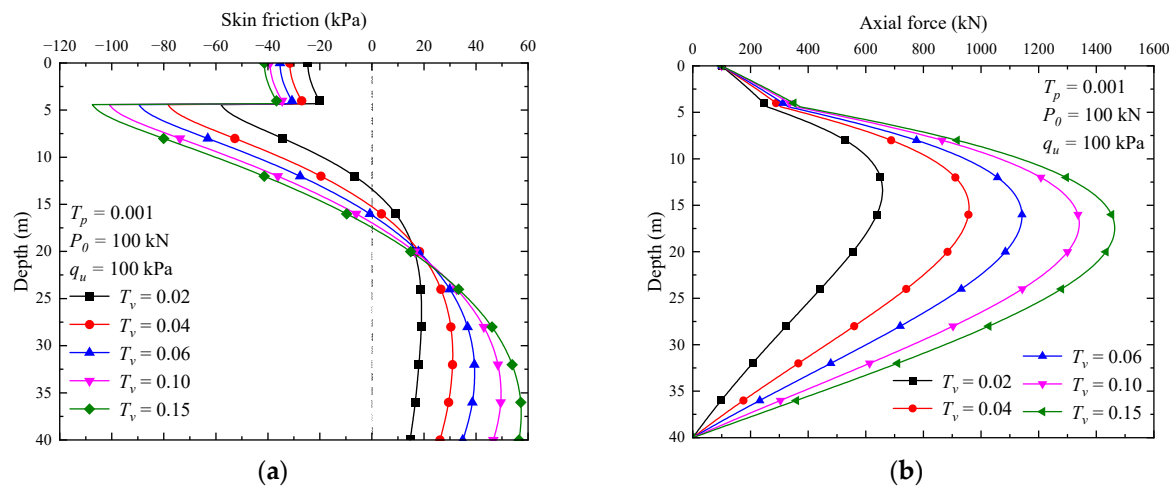 Skin friction (kPa)
−120 −100 −80 −60 −40 −20 0 20 40 60
0
5
10
15
20
25
30
35
40
Depth (m)
T_p = 0.001
P_0 = 100 kN
q_u = 100 kPa
T_v = 0.02
T_v = 0.04
T_v = 0.06
T_v = 0.10
T_v = 0.15
(a)
Axial force (kN)
0 200 400 600 800 1000 1200 1400 1600
0
5
10
15
20
25
30
35
40
Depth (m)
T_p = 0.001
P_0 = 100 kN
q_u = 100 kPa
T_v = 0.02
T_v = 0.04
T_v = 0.06
T_v = 0.10
T_v = 0.15
(b)